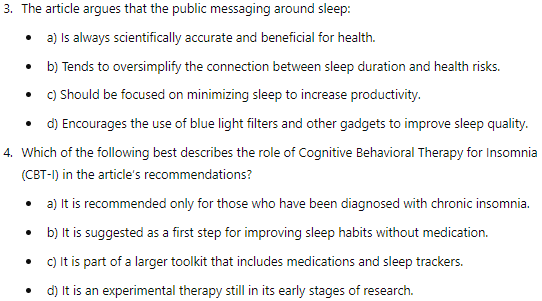 3. The article argues that the public messaging around sleep:
• a) Is always scientifically accurate and beneficial for health.
• b) Tends to oversimplify the connection between sleep duration and health risks.
• c) Should be focused on minimizing sleep to increase productivity.
• d) Encourages the use of blue light filters and other gadgets to improve sleep quality.
4. Which of the following best describes the role of Cognitive Behavioral Therapy for Insomnia
(CBT-I) in the article's recommendations?
• a) It is recommended only for those who have been diagnosed with chronic insomnia.
• b) It is suggested as a first step for improving sleep habits without medication.
• c) It is part of a larger toolkit that includes medications and sleep trackers.
• d) It is an experimental therapy still in its early stages of research.